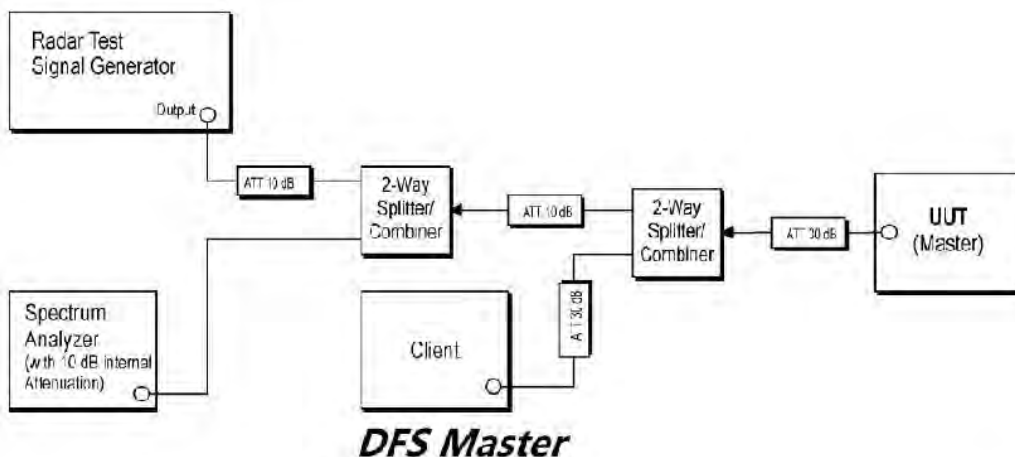 Radar Test
Signal Generator
Output
ATT 10 dB
2-Way
Splitter/
Combiner
ATT 10 dB
2-Way
Splitter/
Combiner
ATT 30 dB
UUT
(Master)
Spectrum
Analyzer
(with 10 dB internal
Attenuation)
Client
ATT 30 dB
DFS Master